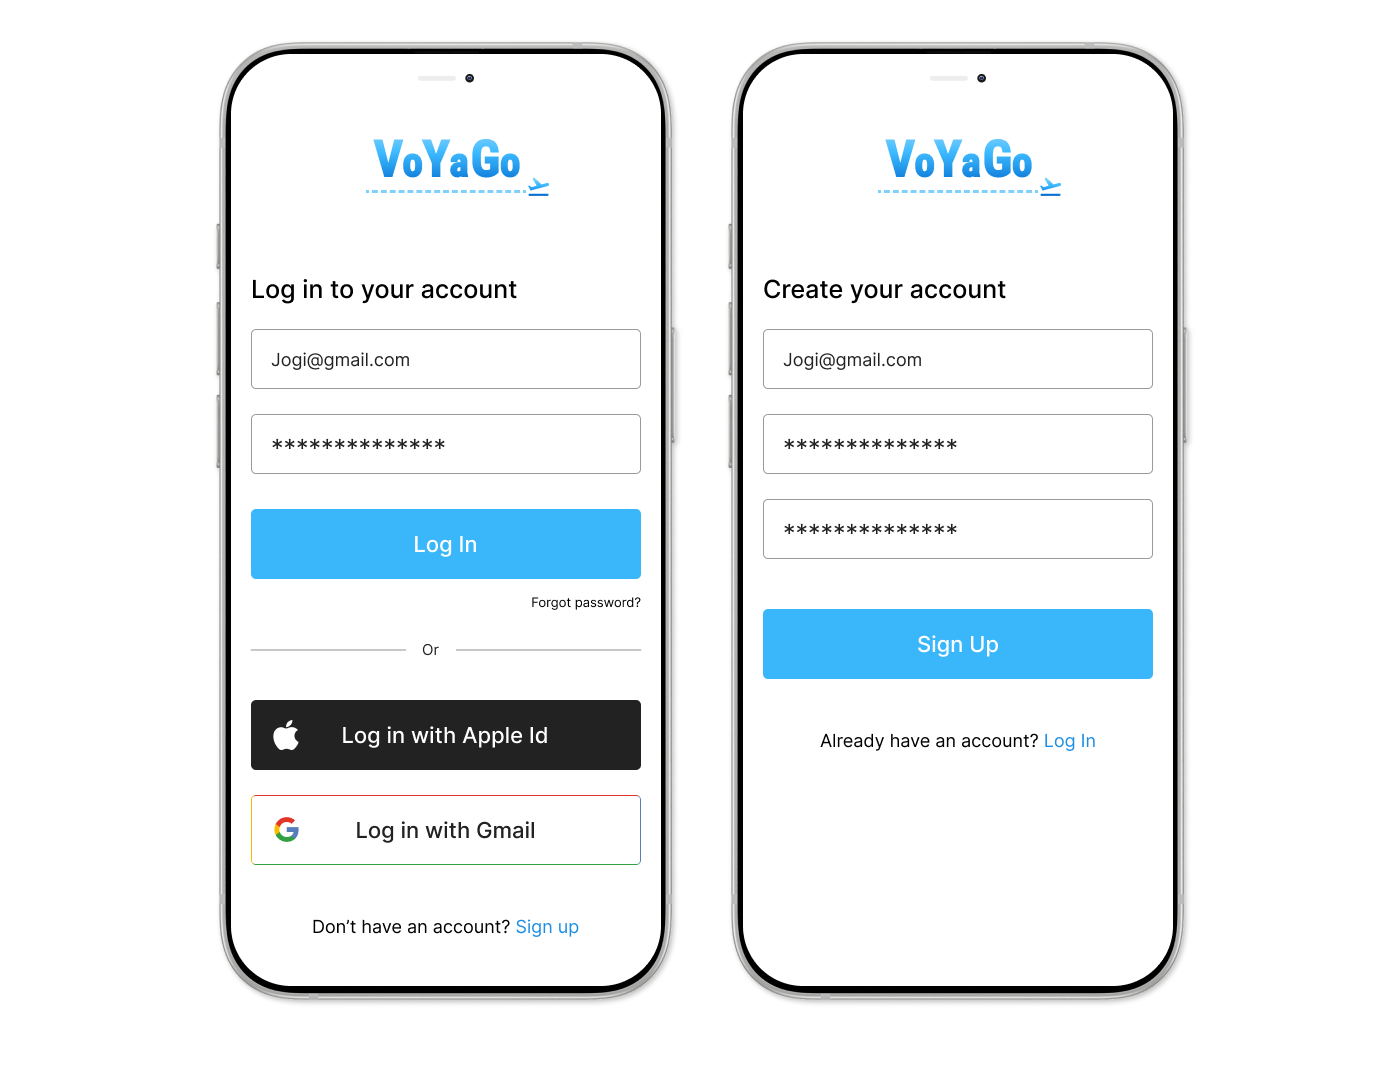 VoYaGo
Log in to your account
Jogi@gmail.com
**************
Log In
Forgot password?
Or
Log in with Apple Id
Log in with Gmail
Don’t have an account? Sign up
VoYaGo
Create your account
Jogi@gmail.com
**************
**************
Sign Up
Already have an account? Log In